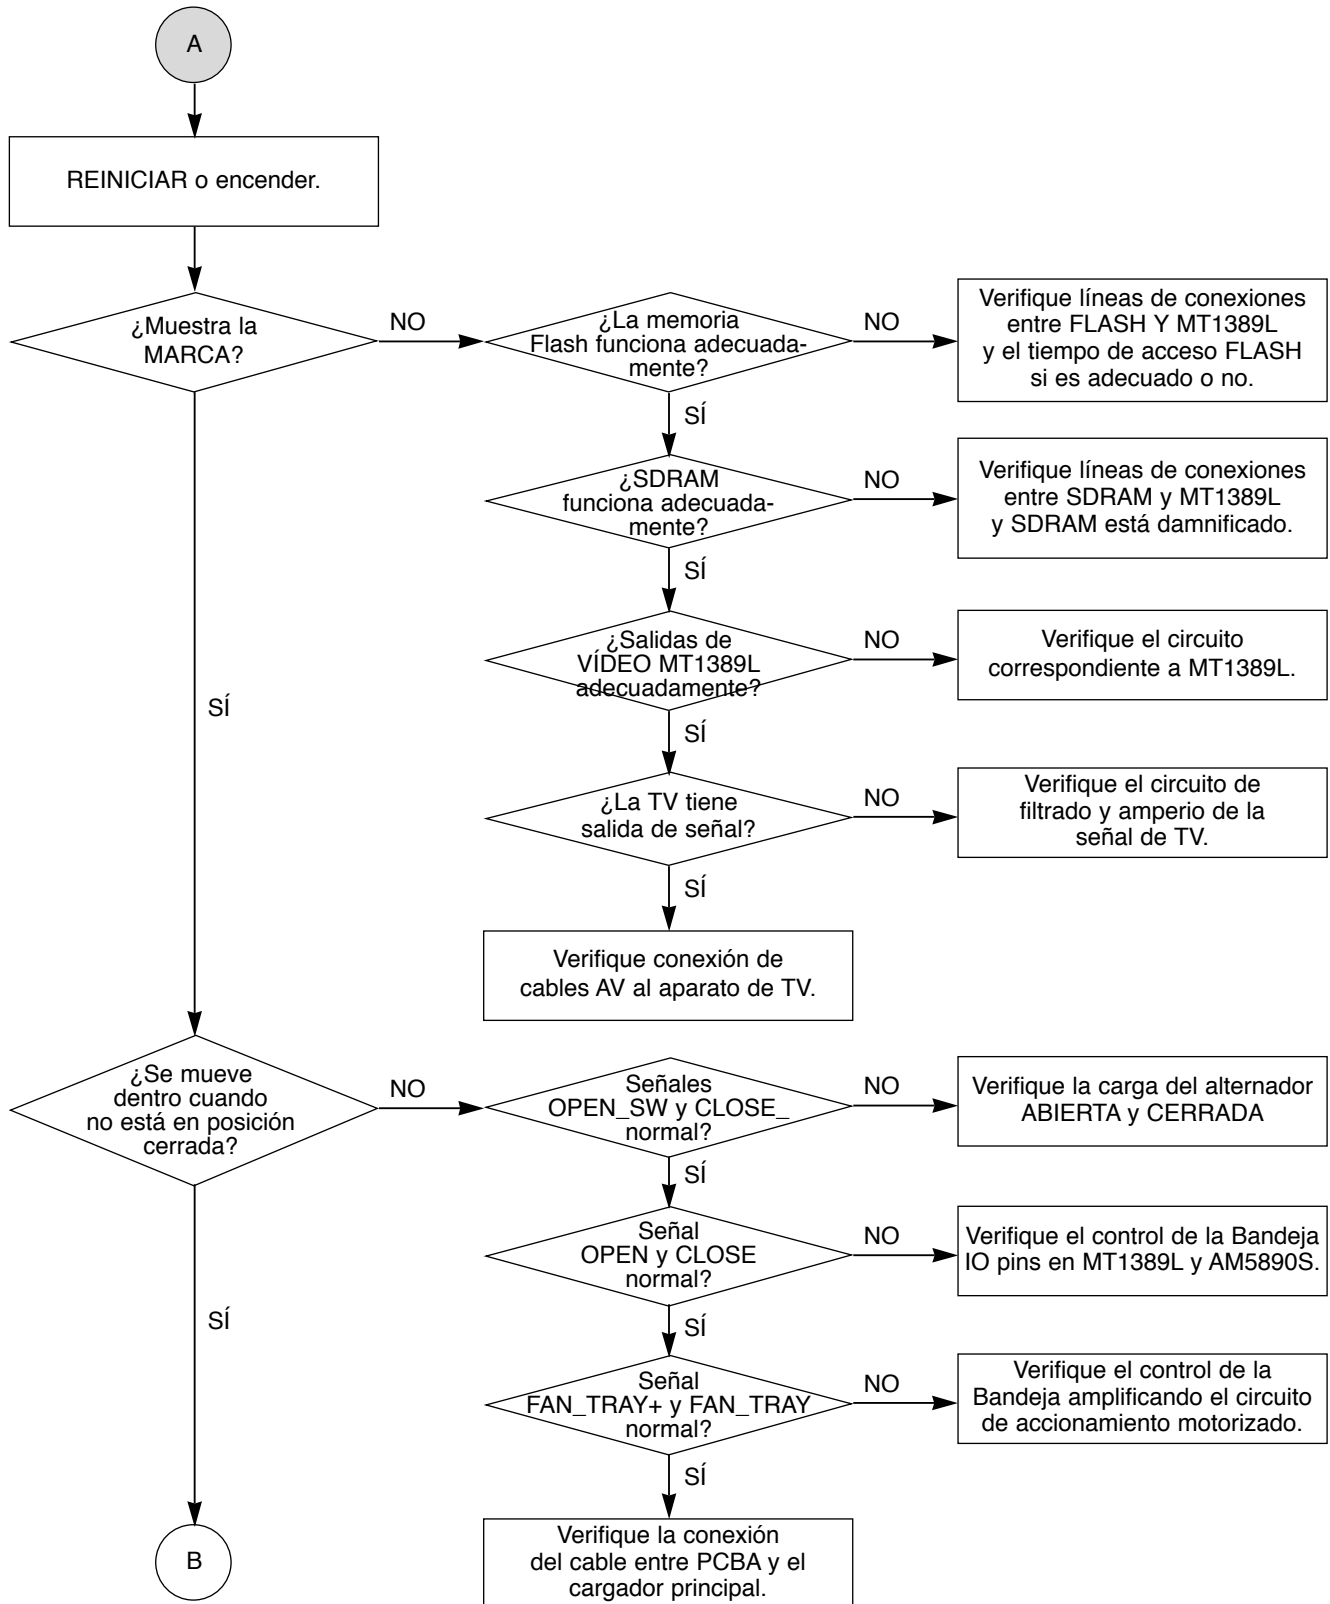 A
REINICIAR o encender.
¿Muestra la
MARCA?
NO
¿La memoria
Flash funciona adecuada-
mente?
NO
Verifique líneas de conexiones
entre FLASH Y MT1389L
y el tiempo de acceso FLASH
si es adecuado o no.
SÍ
¿SDRAM
funciona adecuada-
mente?
NO
Verifique líneas de conexiones
entre SDRAM y MT1389L
y SDRAM está damnificado.
SÍ
¿Salidas de
VÍDEO MT1389L
adecuadamente?
NO
Verifique el circuito
correspondiente a MT1389L.
SÍ
SÍ
¿La TV tiene
salida de señal?
NO
Verifique el circuito de
filtrado y amperio de la
señal de TV.
SÍ
Verifique conexión de
cables AV al aparato de TV.
¿Se mueve
dentro cuando
no está en posición
cerrada?
NO
Señales
OPEN_SW y CLOSE_
normal?
NO
Verifique la carga del alternador
ABIERTA y CERRADA
SÍ
Señal
OPEN y CLOSE
normal?
NO
Verifique el control de la Bandeja
IO pins en MT1389L y AM5890S.
SÍ
SÍ
Señal
FAN_TRAY+ y FAN_TRAY
normal?
NO
Verifique el control de la
Bandeja amplificando el circuito
de accionamiento motorizado.
SÍ
Verifique la conexión
del cable entre PCBA y el
cargador principal.
B